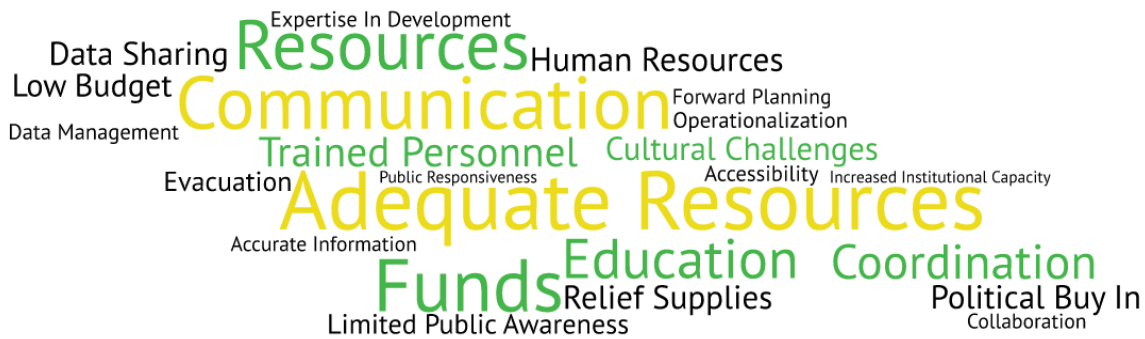 Expertise In Development
Data Sharing
Resources
Human Resources
Low Budget
Communication
Forward Planning
Operationalization
Data Management
Trained Personnel
Cultural Challenges
Evacuation
Public Responsiveness
Accessibility
Increased Institutional Capacity
Adequate Resources
Accurate Information
Education
Coordination
Funds
Relief Supplies
Political Buy In
Limited Public Awareness
Collaboration